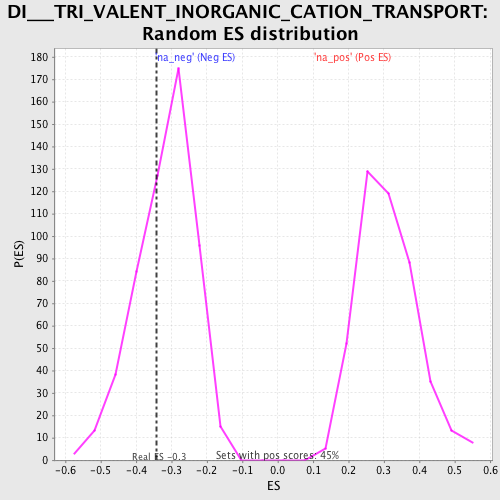 DI___TRI_VALENT_INORGANIC_CATION_TRANSPORT:
Random ES distribution
'na_neg' (Neg ES)
'na_pos' (Pos ES)
180
170
160
150
140
130
120
110
100
90
80
70
60
50
40
30
20
10
0
P(ES)
Real ES -0.3
Sets with pos scores: 45%
-0.6 -0.5 -0.4 -0.3 -0.2 -0.1 0.0 0.1 0.2 0.3 0.4 0.5 0.6
ES